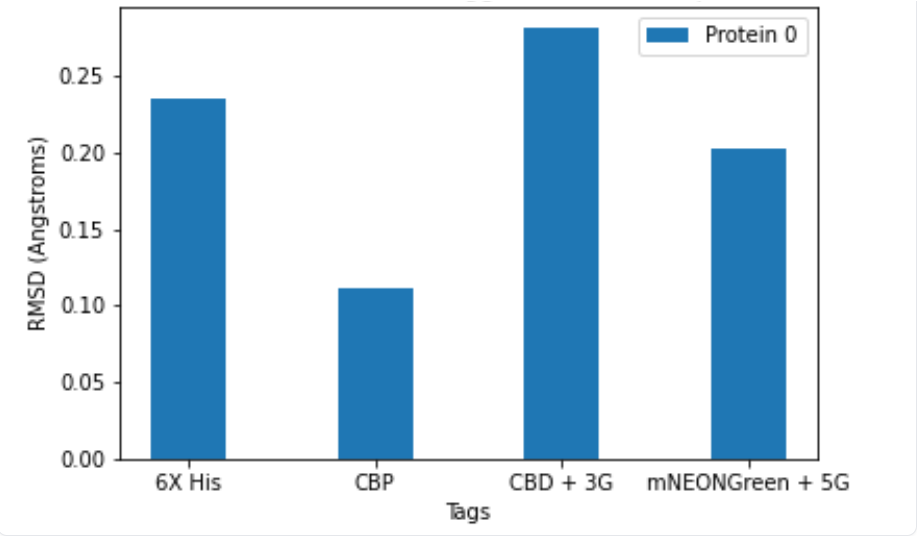 Protein 0
0.25
0.20
0.15
0.10
0.05
0.00
RMSD (Angstroms)
6X His CBP CBD + 3G mNEONGreen + 5G
Tags